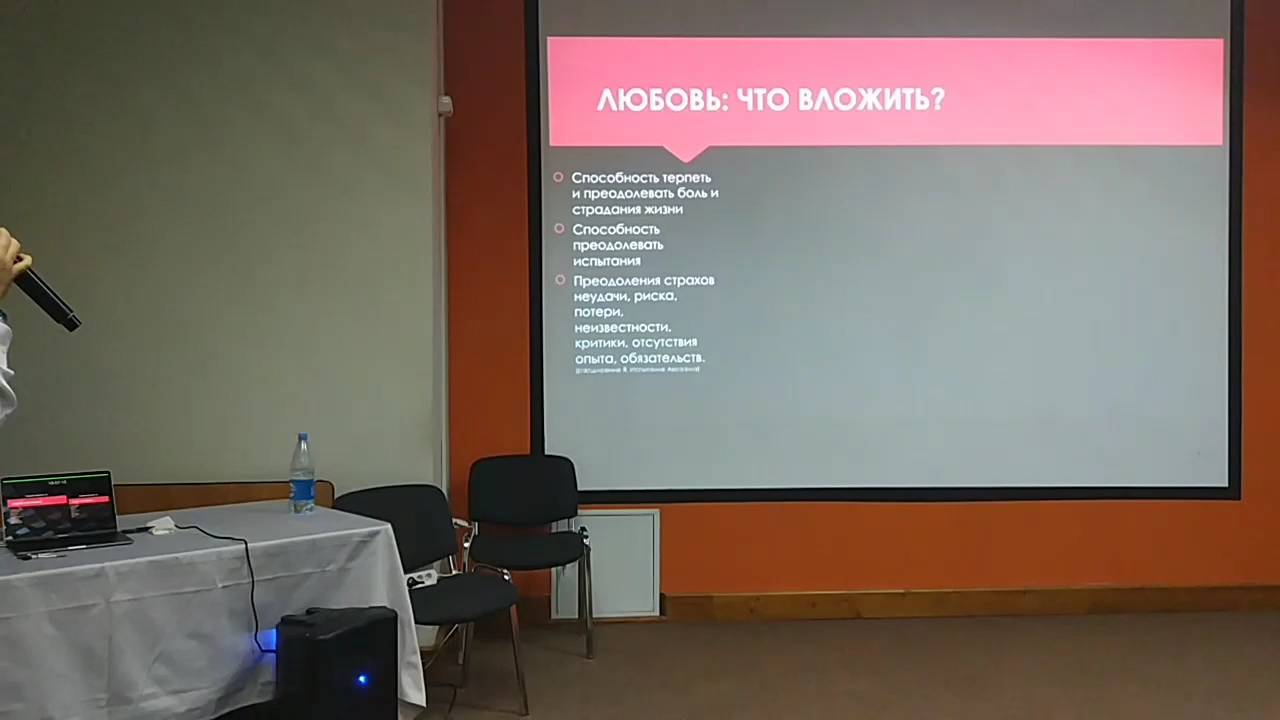 ЛЮБОВЬ: ЧТО ВЛОЖИТЬ?
Способность терпеть
и преодолевать боль и
страдания жизни
Способность
преодолевать
испытания
Преодоления страхов
неудачи, риска,
потери,
неизвестности.
критики, отсутствия
опыта, обязательств.